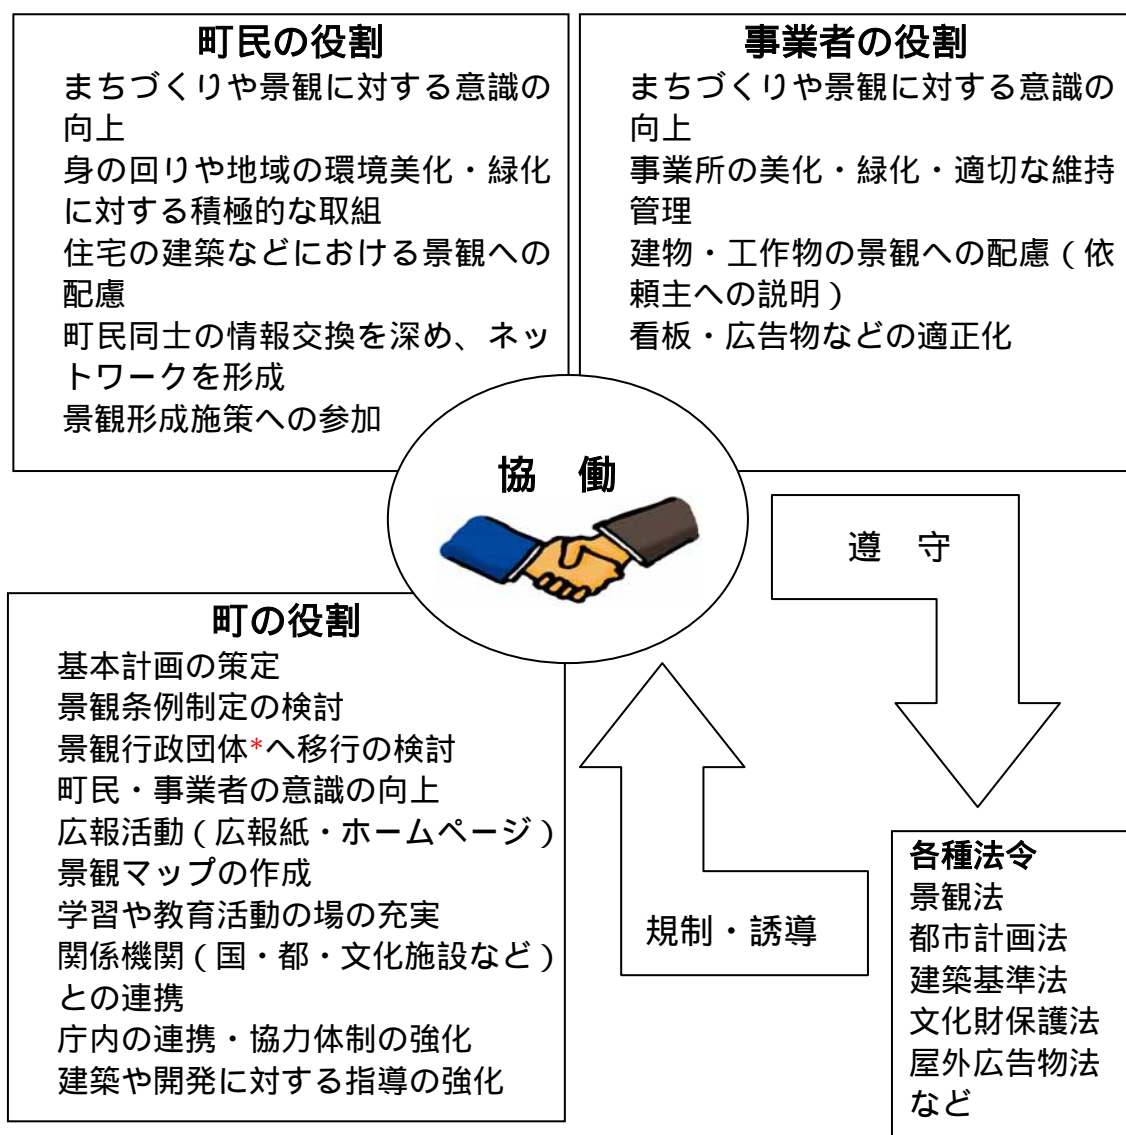 町民の役割
まちづくりや景観に対する意識の
向上
身の回りや地域の環境美化・緑化
に対する積極的な取組
住宅の建築などにおける景観への
配慮
町民同士の情報交換を深め、ネッ
トワークを形成
景観形成施策への参加
事業者の役割
まちづくりや景観に対する意識の
向上
事業所の美化・緑化・適切な維持
管理
建物・工作物の景観への配慮（依
頼主への説明）
看板・広告物などの適正化
協　働
遵　守
町の役割
基本計画の策定
景観条例制定の検討
景観行政団体*へ移行の検討
町民・事業者の意識の向上
広報活動（広報紙・ホームページ）
景観マップの作成
学習や教育活動の場の充実
関係機関（国・都・文化施設など）
との連携
庁内の連携・協力体制の強化
建築や開発に対する指導の強化
規制・誘導
各種法令
景観法
都市計画法
建築基準法
文化財保護法
屋外広告物法
など